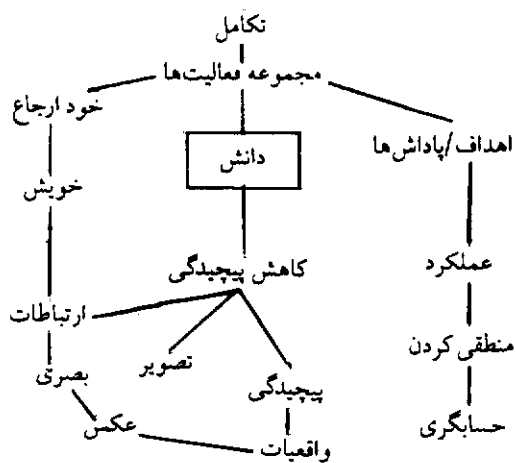 تکامل
مجموعه فعالیت‌ها
خود ارجاع
اهداف/پاداش‌ها
دانش
خویش
کاهش پیچیدگی
عملکرد
ارتباطات
تصویر
منطقی کردن
بصری
پیچیدگی
عکس
حسابگری
واقعیات